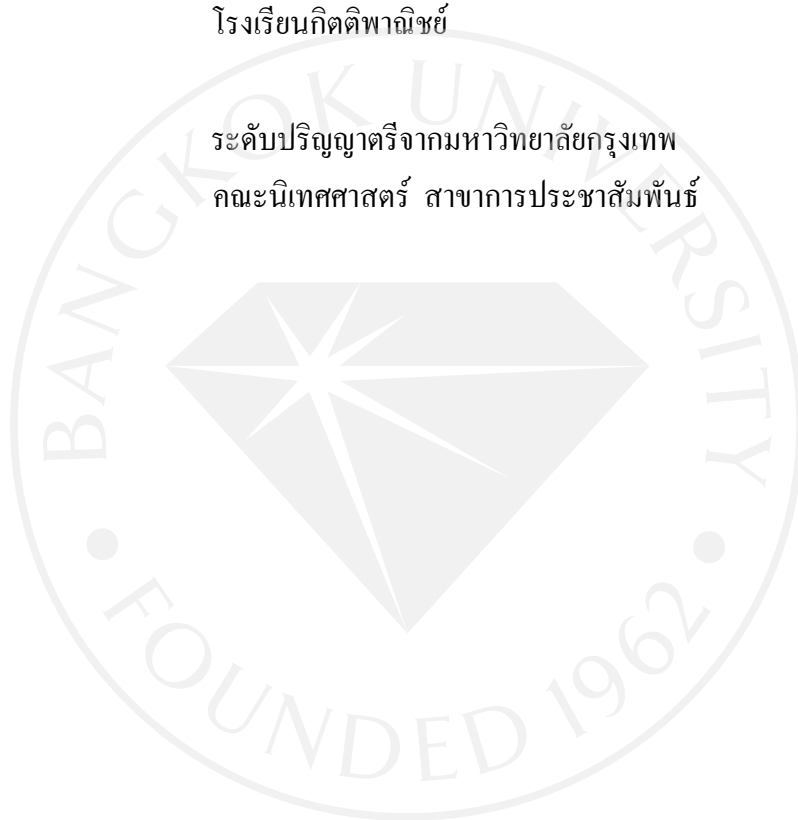 โรงเรียนกิตติพาณิชย์
ระดับปริญญาตรีจากมหาวิทยาลัยกรุงเทพ
คณะนิเทศศาสตร์ สาขาการประชาสัมพันธ์
BANGKOK UNIVERSITY
• FOUNDED 1962 •